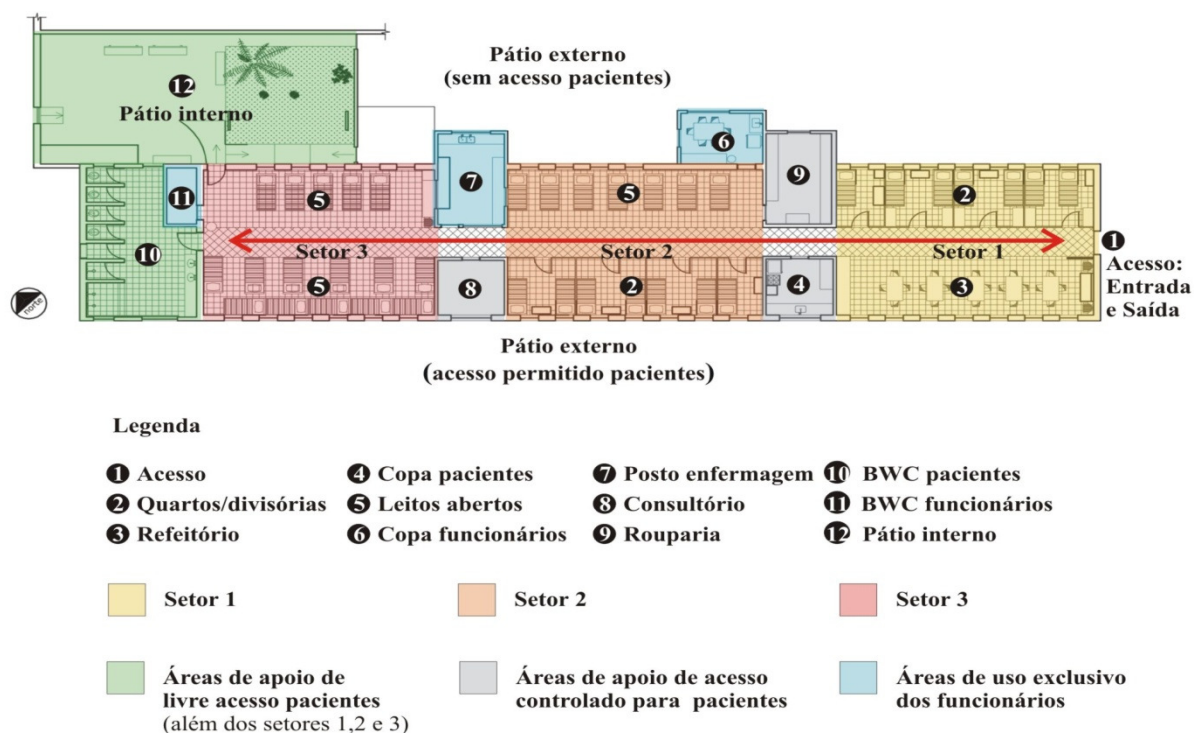 Pátio externo
(sem acesso pacientes)
12
Pátio interno
6
11
5
7
5
9
2
1
10
Setor 3
Setor 2
Setor 1
Acesso:
Entrada
e Saída
5
8
2
4
3
norte
Pátio externo
(acesso permitido pacientes)
Legenda
1 Acesso
4 Copa pacientes
7 Posto enfermagem
10 BWC pacientes
2 Quartos/divisórias
5 Leitos abertos
8 Consultório
11 BWC funcionários
3 Refeitório
6 Copa funcionários
9 Rouparia
12 Pátio interno
Setor 1
Setor 2
Setor 3
Áreas de apoio de
livre acesso pacientes
(além dos setores 1,2 e 3)
Áreas de apoio de acesso
controlado para pacientes
Áreas de uso exclusivo
dos funcionários